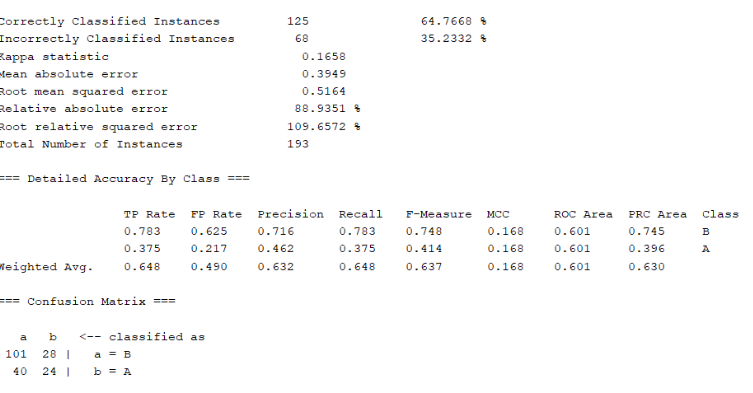 Correctly Classified Instances 125 64.7668 %
Incorrectly Classified Instances 68 35.2332 %
Kappa statistic 0.1658
Mean absolute error 0.3949
Root mean squared error 0.5164
Relative absolute error 88.9351 %
Root relative squared error 109.6572 %
Total Number of Instances 193
=== Detailed Accuracy By Class ===
TP Rate FP Rate Precision Recall F-Measure MCC ROC Area PRC Area Class
0.783 0.625 0.716 0.783 0.748 0.168 0.601 0.745 B
0.375 0.217 0.462 0.375 0.414 0.168 0.601 0.396 A
Weighted Avg. 0.648 0.490 0.632 0.648 0.637 0.168 0.601 0.630
=== Confusion Matrix ===
a b <-- classified as
101 28 | a = B
40 24 | b = A